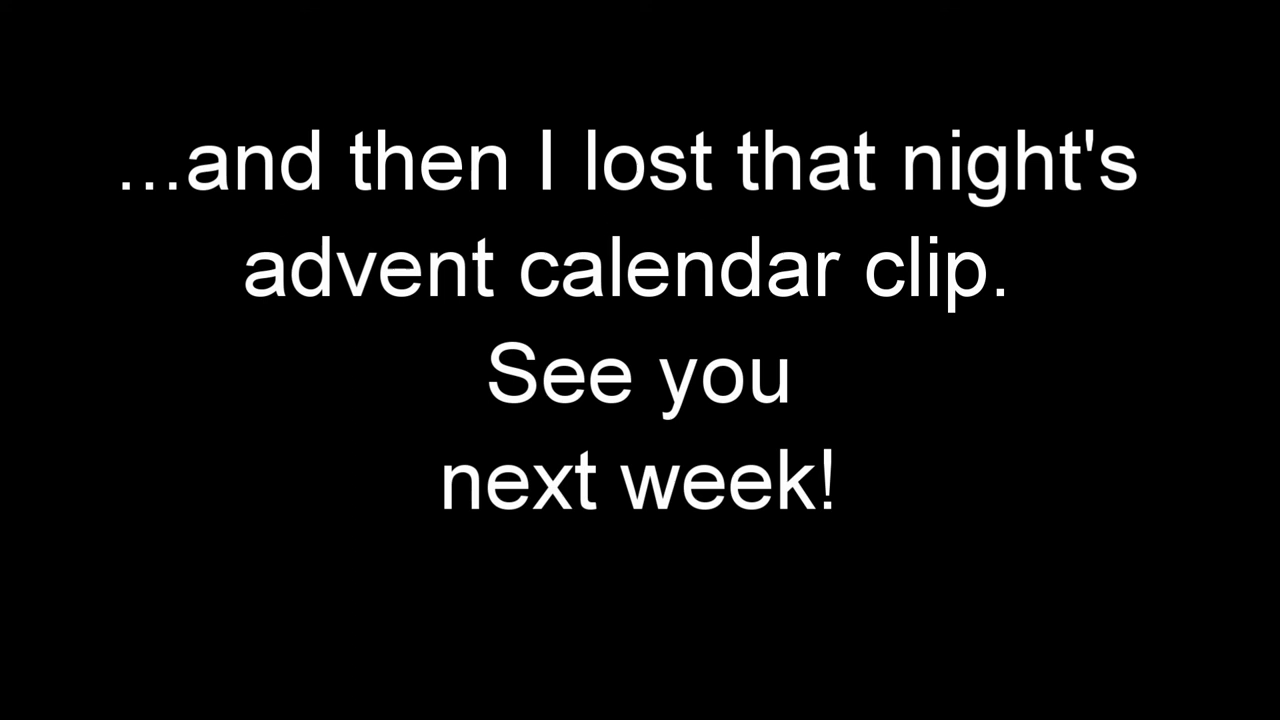 ...and then I lost that night's
advent calendar clip.
See you
next week!